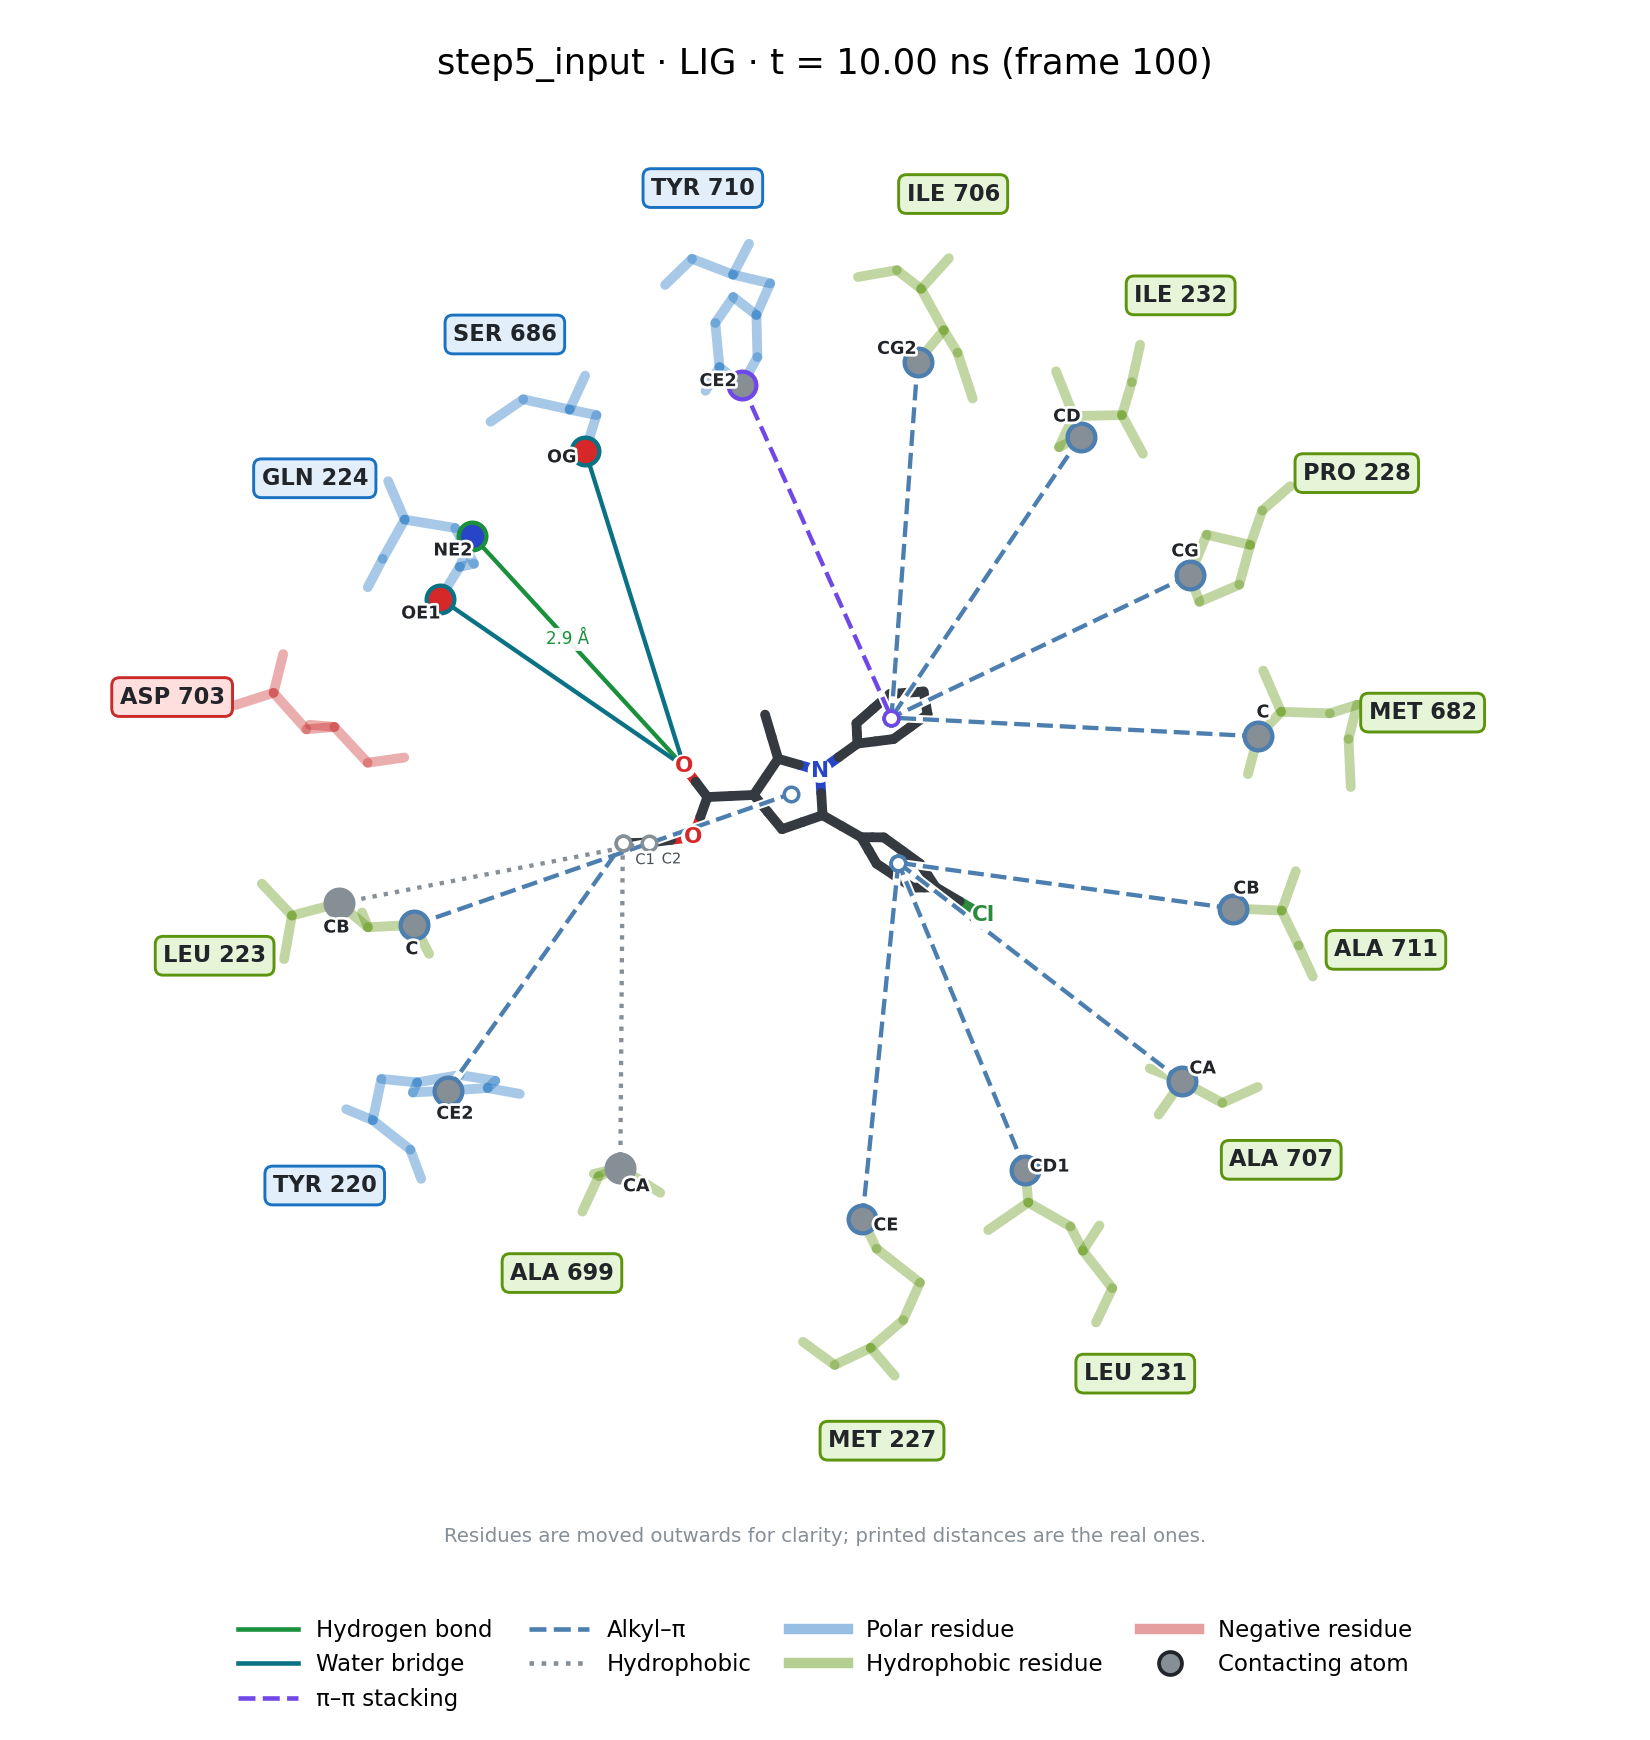 step5_input · LIG · t = 10.00 ns (frame 100)
TYR 710
ILE 706
ILE 232
SER 686
CG2
CE2
CD
OG
GLN 224
PRO 228
NE2
CG
OE1
2.9 Å
ASP 703
C
MET 682
O
N
O
C1 C2
CB
CB
Cl
LEU 223
C
ALA 711
CA
CE2
TYR 220
CD1
ALA 707
CA
CE
ALA 699
LEU 231
MET 227
Residues are moved outwards for clarity; printed distances are the real ones.
Hydrogen bond
Alkyl–π
Polar residue
Negative residue
Water bridge
Hydrophobic
Hydrophobic residue
Contacting atom
π–π stacking